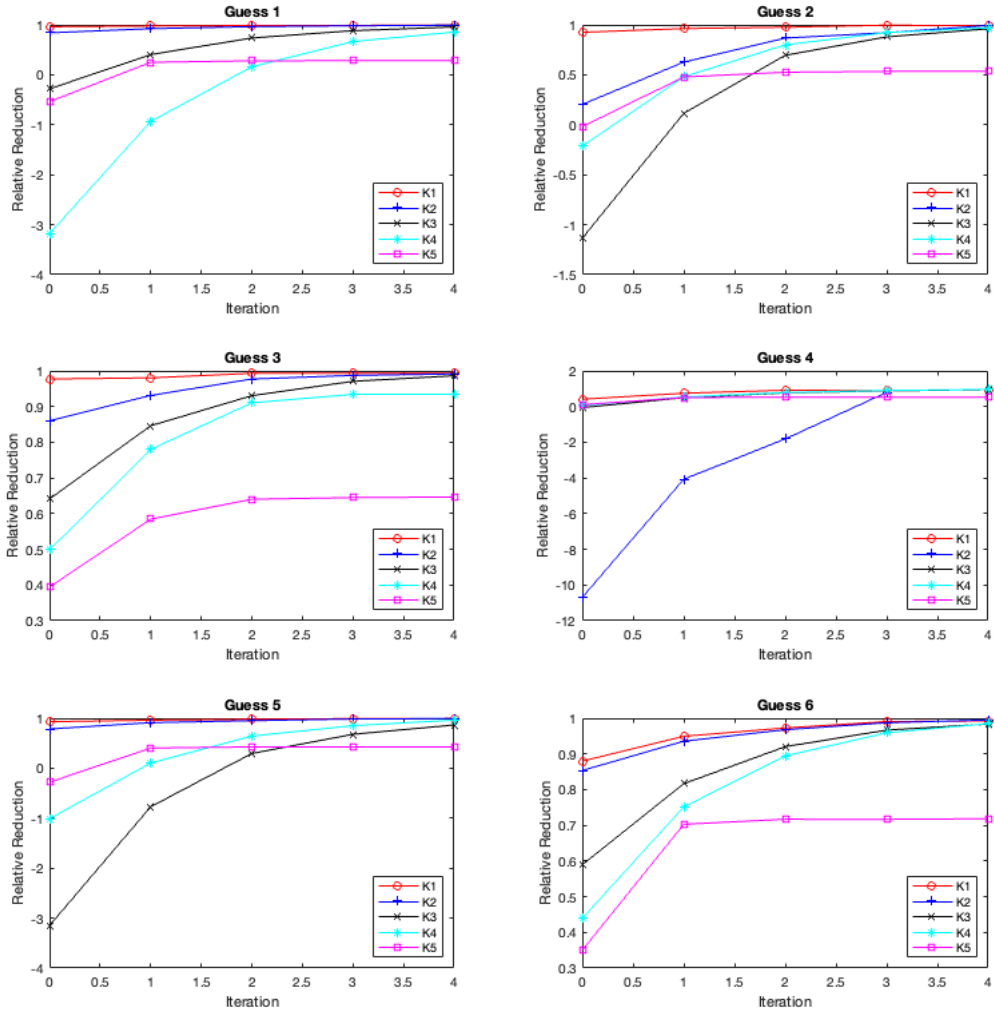 Guess 1
Relative Reduction
1
0
-1
-2
-3
-4
0 0.5 1 1.5 2 2.5 3 3.5 4
Iteration
K1
K2
K3
K4
K5
Guess 2
Relative Reduction
1
0.5
0
-0.5
-1
-1.5
0 0.5 1 1.5 2 2.5 3 3.5 4
Iteration
K1
K2
K3
K4
K5
Guess 3
Relative Reduction
1
0.9
0.8
0.7
0.6
0.5
0.4
0.3
0 0.5 1 1.5 2 2.5 3 3.5 4
Iteration
K1
K2
K3
K4
K5
Guess 4
Relative Reduction
2
0
-2
-4
-6
-8
-10
-12
0 0.5 1 1.5 2 2.5 3 3.5 4
Iteration
K1
K2
K3
K4
K5
Guess 5
Relative Reduction
1
0
-1
-2
-3
-4
0 0.5 1 1.5 2 2.5 3 3.5 4
Iteration
K1
K2
K3
K4
K5
Guess 6
Relative Reduction
1
0.9
0.8
0.7
0.6
0.5
0.4
0.3
0 0.5 1 1.5 2 2.5 3 3.5 4
Iteration
K1
K2
K3
K4
K5